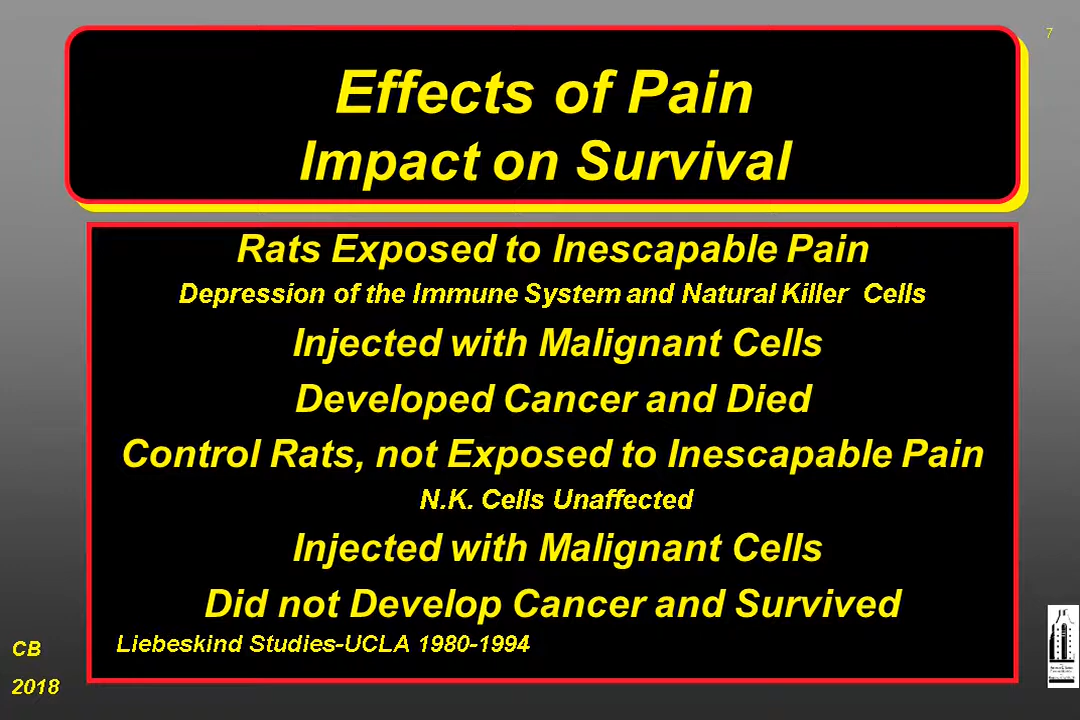 7
Effects of Pain
Impact on Survival
Rats Exposed to Inescapable Pain
Depression of the Immune System and Natural Killer Cells
Injected with Malignant Cells
Developed Cancer and Died
Control Rats, not Exposed to Inescapable Pain
N.K. Cells Unaffected
Injected with Malignant Cells
Did not Develop Cancer and Survived
Liebeskind Studies-UCLA 1980-1994
CB
2018